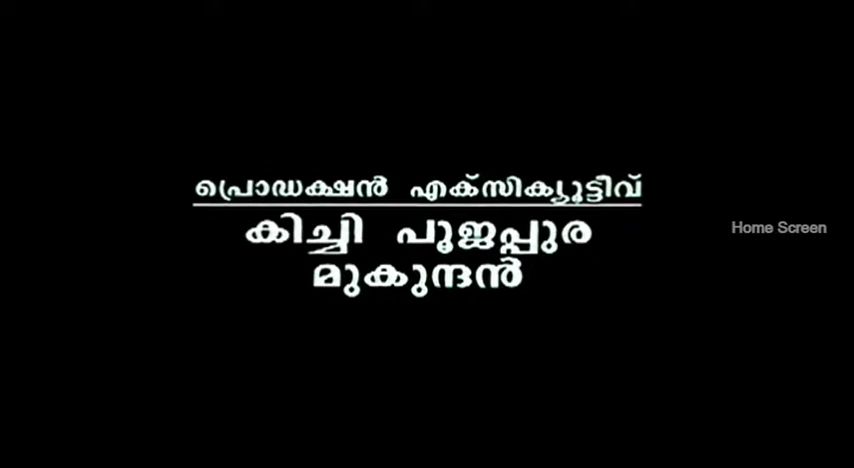 പ്രൊഡക്ഷൻ എക്സിക്യൂട്ടീവ്
കിച്ചി പൂജപ്പുര
മുകുന്ദൻ
Home Screen